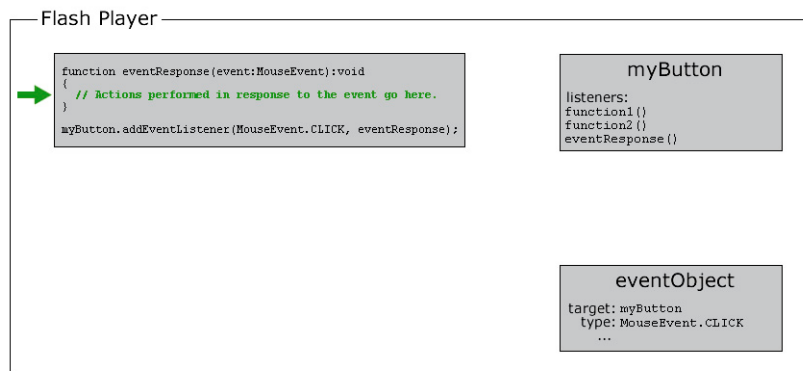 Flash Player
function eventResponse(event:MouseEvent):void
{
// Actions performed in response to the event go here.
}
myButton.addEventListener(MouseEvent.CLICK, eventResponse);
myButton
listeners:
function1()
function2()
eventResponse()
eventObject
target: myButton
type: MouseEvent.CLICK
...